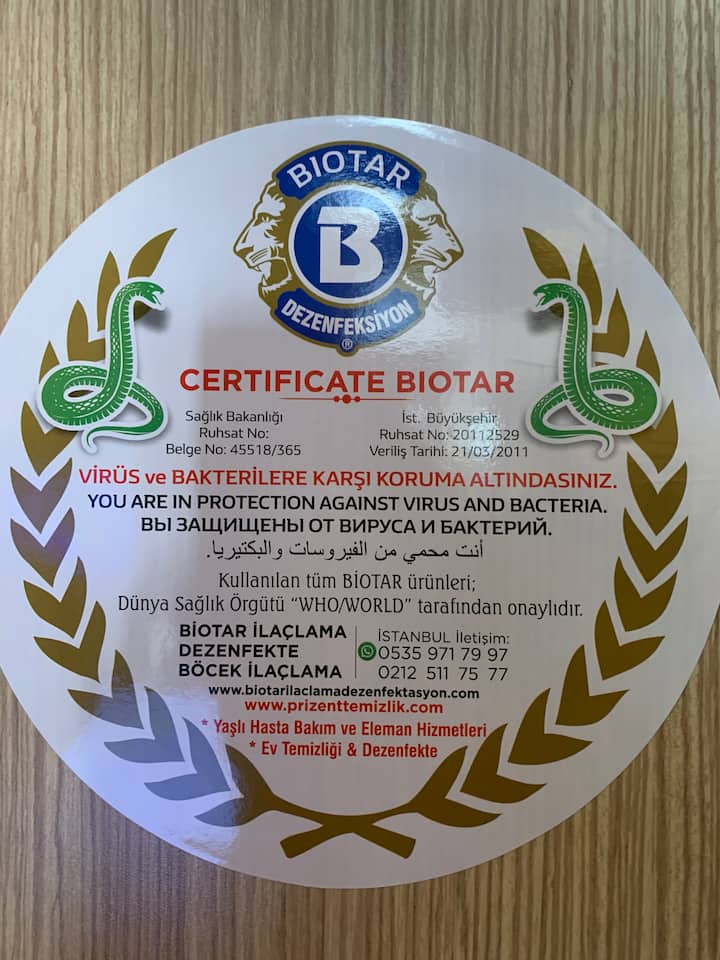 BIOTAR
B
DEZENFEKSİYON
®
CERTIFICATE BIOTAR
Sağlık Bakanlığı
Ruhsat No:
Belge No: 45518/365
İst. Büyükşehir
Ruhsat No: 20112529
Veriliş Tarihi: 21/03/2011
VİRÜS ve BAKTERİLERE KARŞI KORUMA ALTINDASINIZ.
YOU ARE IN PROTECTION AGAINST VIRUS AND BACTERIA.
ВЫ ЗАЩИЩЕНЫ ОТ ВИРУСА И БАКТЕРИЙ.
أنت محمي من الفيروسات والبكتيريا.
Kullanılan tüm BİOTAR ürünleri;
Dünya Sağlık Örgütü “WHO/WORLD” tarafından onaylıdır.
BİOTAR İLAÇLAMA
DEZENFEKTE
BÖCEK İLAÇLAMA
İSTANBUL İletişim:
0535 971 79 97
0212 511 75 77
www.biotarilaclamadezenfektasyon.com
www.prizenttemizlik.com
* Yaşlı Hasta Bakım ve Eleman Hizmetleri
* Ev Temizliği & Dezenfekte